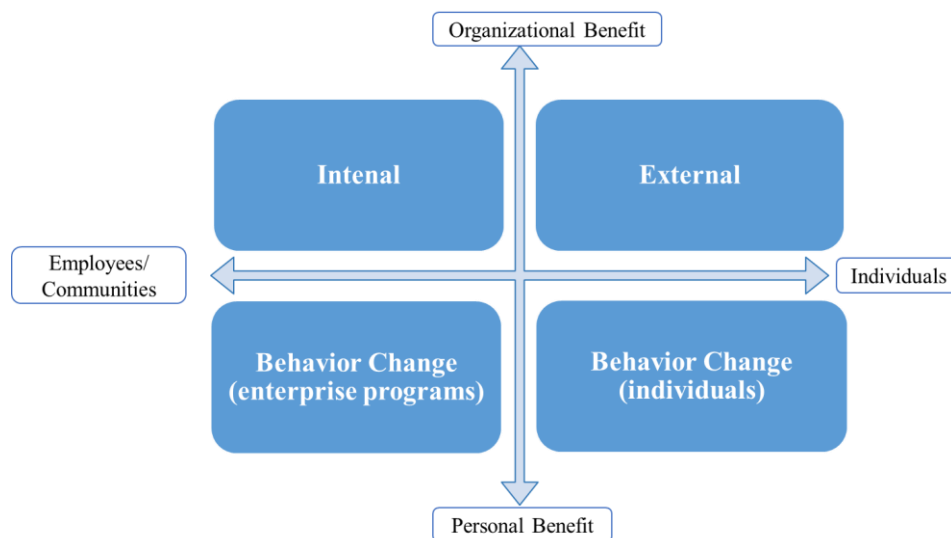 Organizational Benefit
Intenal
External
Employees/
Communities
Individuals
Behavior Change
(enterprise programs)
Behavior Change
(individuals)
Personal Benefit